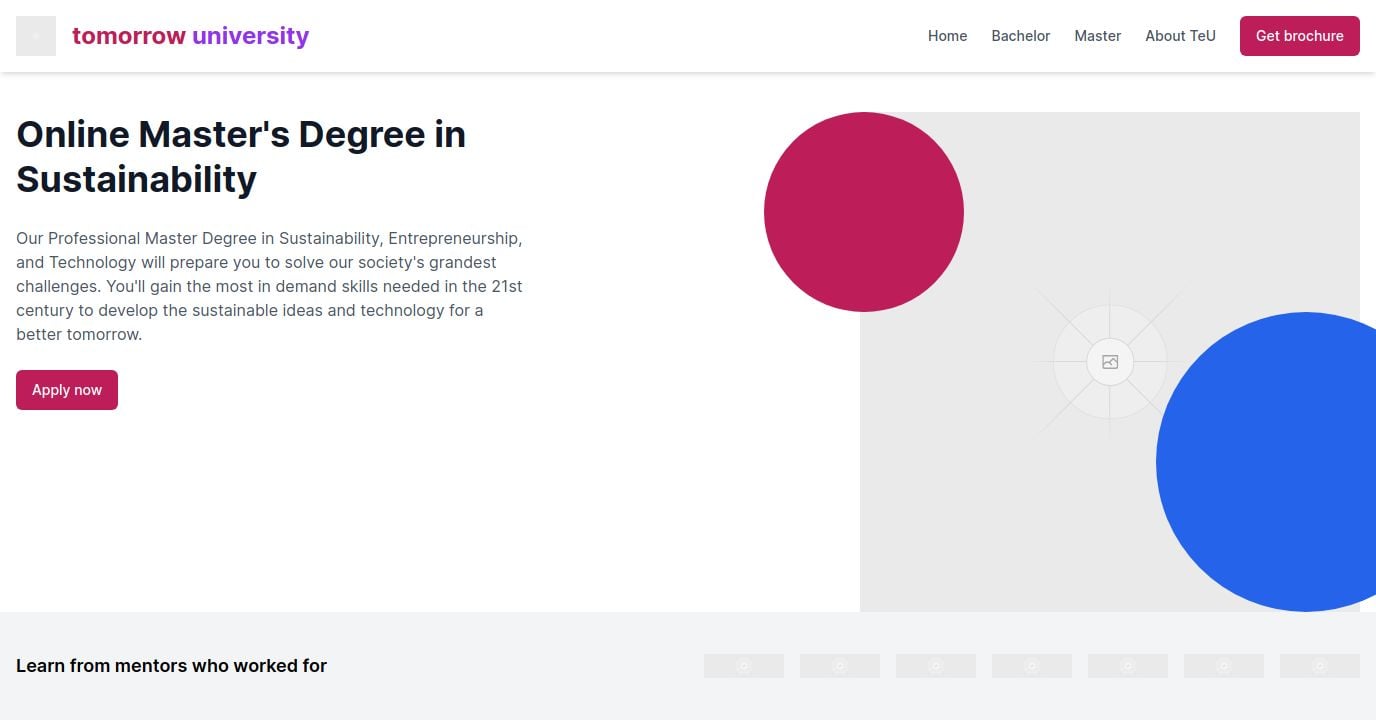 tomorrow university
Home
Bachelor
Master
About TeU
Get brochure
Online Master's Degree in
Sustainability
Our Professional Master Degree in Sustainability, Entrepreneurship,
and Technology will prepare you to solve our society's grandest
challenges. You'll gain the most in demand skills needed in the 21st
century to develop the sustainable ideas and technology for a
better tomorrow.
Apply now
Learn from mentors who worked for